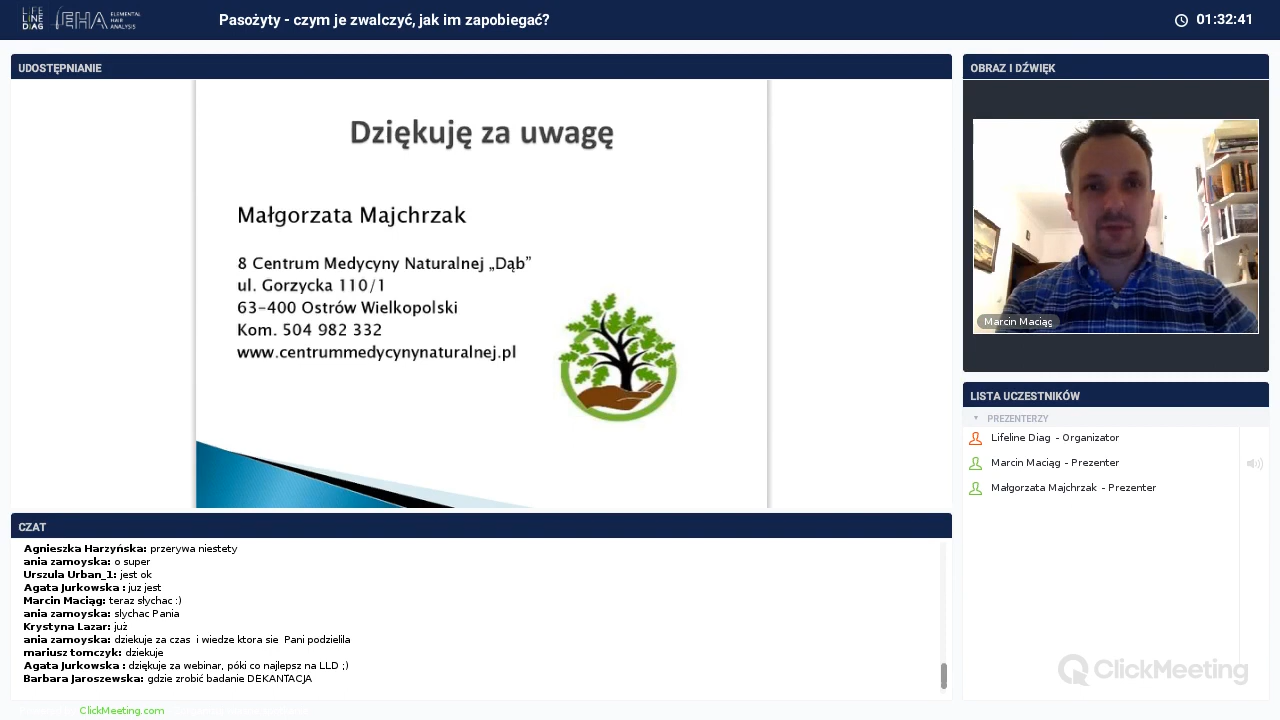 LIFE
LINE
DIAG
EHA
ELEMENTAL
HAIR
ANALYSIS
Pasożyty - czym je zwalczyć, jak im zapobiegać?
01:32:41
UDOSTĘPNIANIE
Dziękuję za uwagę
Małgorzata Majchrzak
8 Centrum Medycyny Naturalnej „Dąb”
ul. Gorzycka 110/1
63-400 Ostrów Wielkopolski
Kom. 504 982 332
www.centrummedycynynaturalnej.pl
OBRAZ I DŹWIĘK
Marcin Maciąg
LISTA UCZESTNIKÓW
PREZENTERZY
Lifeline Diag - Organizator
Marcin Maciąg - Prezenter
Małgorzata Majchrzak - Prezenter
CZAT
Agnieszka Harzyńska: przerywa niestety
ania zamoyska: o super
Urszula Urban_1: jest ok
Agata Jurkowska : juz jest
Marcin Maciąg: teraz słychac :)
ania zamoyska: slychac Pania
Krystyna Lazar: już
ania zamoyska: dziekuje za czas i wiedze ktora sie Pani podzielila
mariusz tomczyk: dziekuje
Agata Jurkowska : dziękuje za webinar, póki co najlepsz na LLD ;)
Barbara Jaroszewska: gdzie zrobić badanie DEKANTACJA
ClickMeeting
ClickMeeting.com